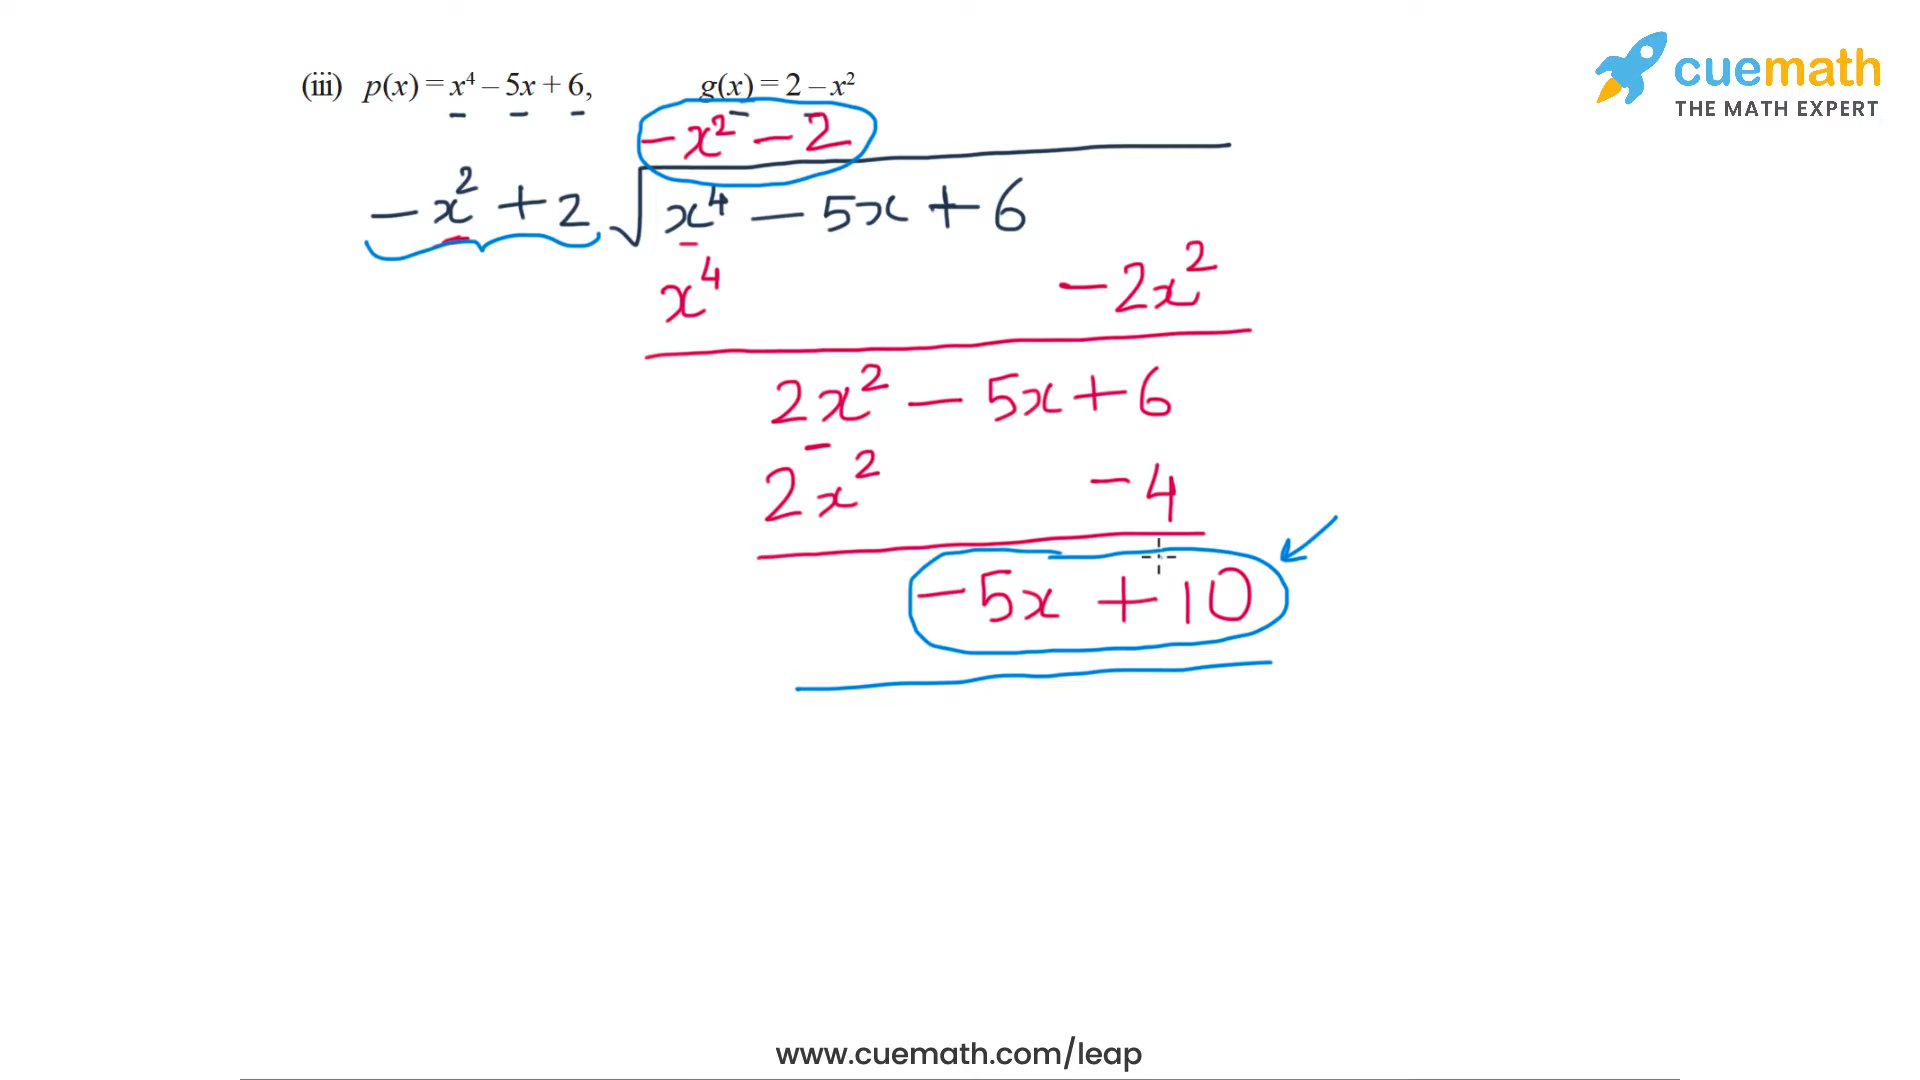 cuemath
THE MATH EXPERT
(iii) p(x) = x⁴ – 5x + 6, g(x) = 2 – x²
– x² – 2
– x² + 2 √ x⁴ – 5x + 6
x⁴ – 2x²
2x² – 5x + 6
2x² – 4
– 5x + 10
www.cuemath.com/leap